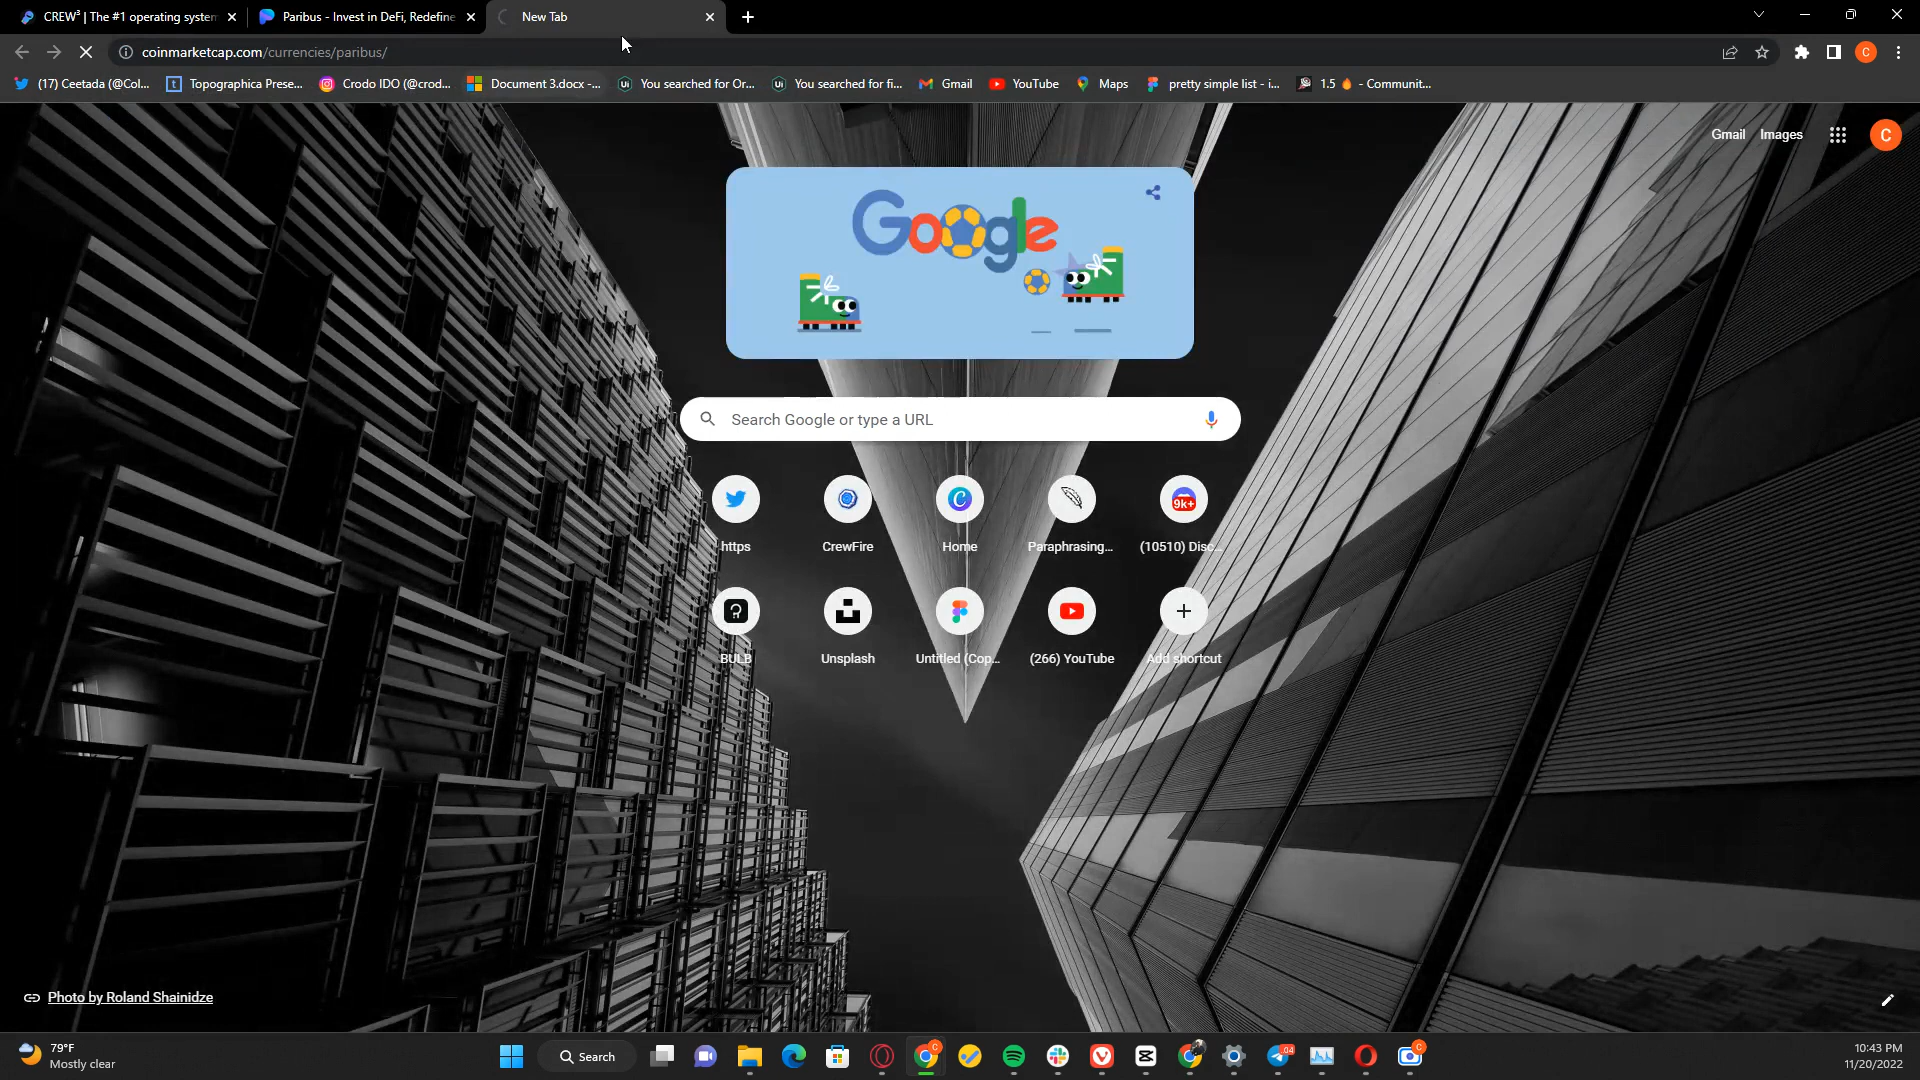 CREW³ | The #1 operating system
Paribus - Invest in DeFi, Redefine
New Tab
coinmarketcap.com/currencies/paribus/
(17) Ceetada (@Col...
Topographica Prese...
Crodo IDO (@crod...
Document 3.docx -...
You searched for Or...
You searched for fi...
Gmail
YouTube
Maps
pretty simple list - i...
1.5 🔥 - Communit...
Gmail
Images
C
Google
Search Google or type a URL
9k+
https
CrewFire
Home
Paraphrasing...
(10510) Disc...
BULB
Unsplash
Untitled (Cop...
(266) YouTube
Add shortcut
Photo by Roland Shainidze
79°F
Mostly clear
Search
10:43 PM
11/20/2022